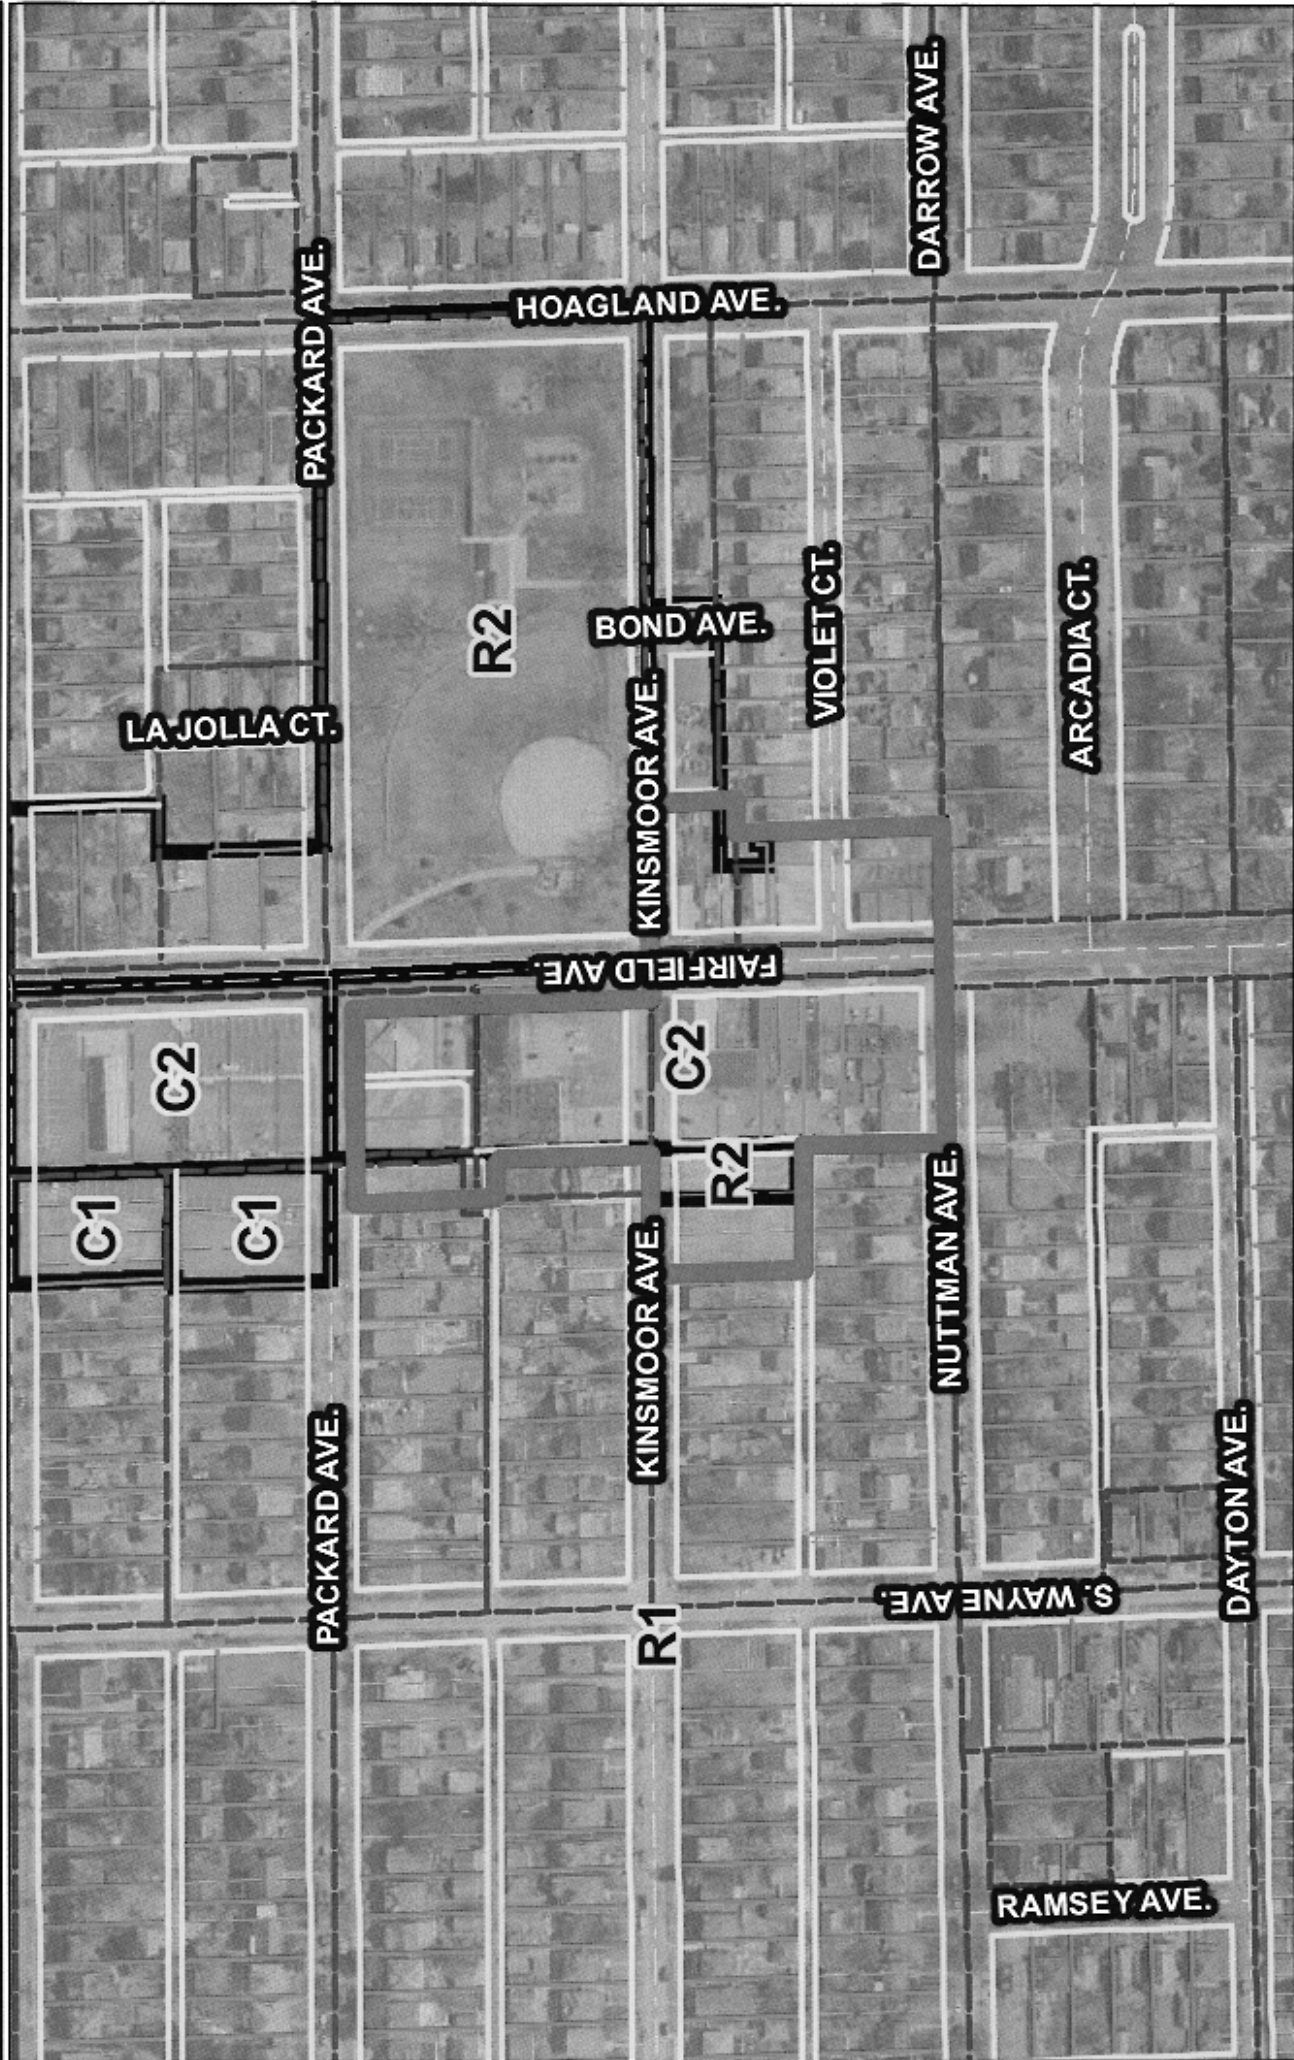 DARROW AVE.
PACKARD AVE.
HOAGLAND AVE.
R2
BOND AVE.
VIOLET CT.
ARCADIA CT.
LA JOLLA CT.
KINSMOOR AVE.
FAIRFIELD AVE.
C2
C2
R2
C1
C1
KINSMOOR AVE.
NUTTMAN AVE.
PACKARD AVE.
DAYTON AVE.
S. WAYNE AVE.
R1
RAMSEY AVE.